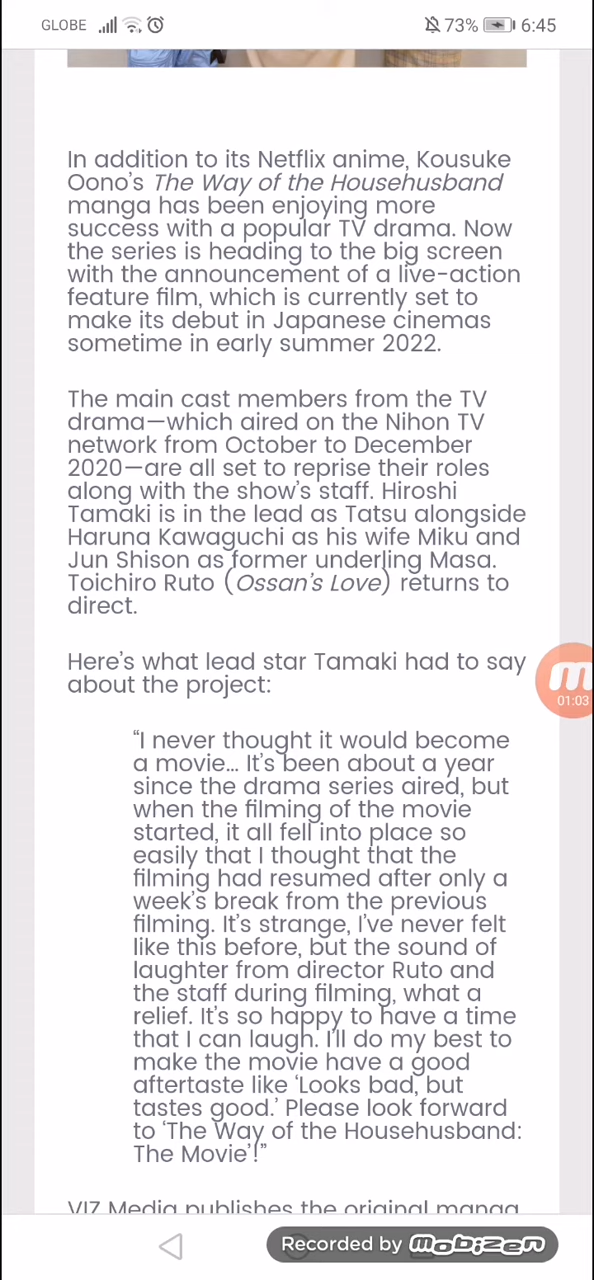 GLOBE 73% 6:45
In addition to its Netflix anime, Kousuke
Oono's The Way of the Househusband
manga has been enjoying more
success with a popular TV drama. Now
the series is heading to the big screen
with the announcement of a live-action
feature film, which is currently set to
make its debut in Japanese cinemas
sometime in early summer 2022.
The main cast members from the TV
drama—which aired on the Nihon TV
network from October to December
2020—are all set to reprise their roles
along with the show's staff. Hiroshi
Tamaki is in the lead as Tatsu alongside
Haruna Kawaguchi as his wife Miku and
Jun Shison as former underling Masa.
Toichiro Ruto (Ossan's Love) returns to
direct.
Here's what lead star Tamaki had to say
about the project:
01:03
“I never thought it would become
a movie... It's been about a year
since the drama series aired, but
when the filming of the movie
started, it all fell into place so
easily that I thought that the
filming had resumed after only a
week's break from the previous
filming. It's strange, I've never felt
like this before, but the sound of
laughter from director Ruto and
the staff during filming, what a
relief. It's so happy to have a time
that I can laugh. I'll do my best to
make the movie have a good
aftertaste like ‘Looks bad, but
tastes good.’ Please look forward
to ‘The Way of the Househusband:
The Movie’!”
VIZ Media publishes the original manga
Recorded by mobizen